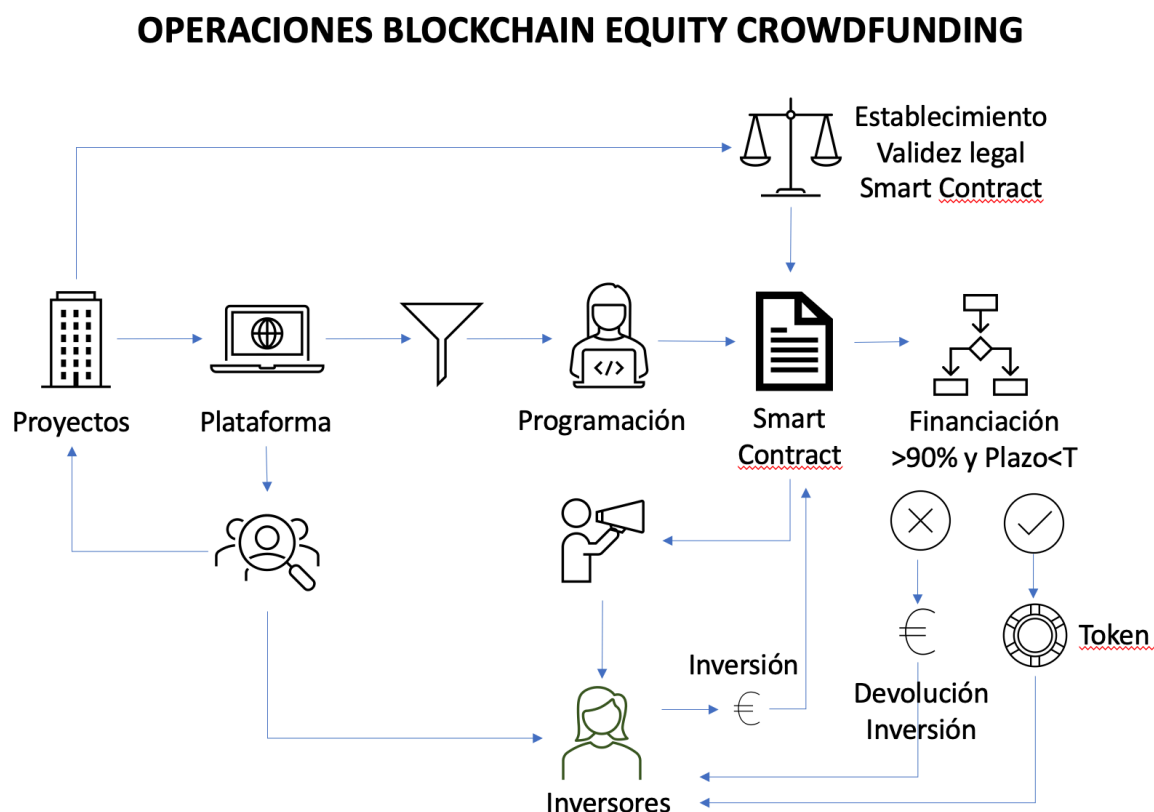 OPERACIONES BLOCKCHAIN EQUITY CROWDFUNDING
Establecimiento
Validez legal
Smart Contract
</>
Proyectos
Plataforma
Programación
Smart
Contract
Financiación
>90% y Plazo<T
€
Token
Inversión
€
Devolución
Inversión
Inversores